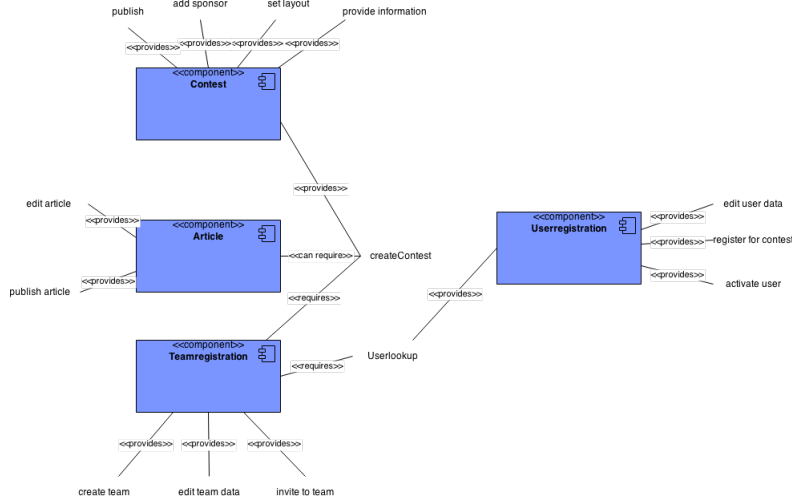 publish
add sponsor
set layout
provide information
<<provides>>
<<provides>>
<<provides>>
<<provides>>
<<component>>
Contest
<<provides>>
edit article
<<provides>>
<<component>>
Article
<<can require>>
createContest
publish article
<<provides>>
<<requires>>
<<component>>
Userregistration
<<provides>>
edit user data
<<provides>>
register for contest
<<provides>>
activate user
<<provides>>
<<component>>
Teamregistration
<<requires>>
Userlookup
<<provides>>
<<provides>>
<<provides>>
create team
edit team data
invite to team